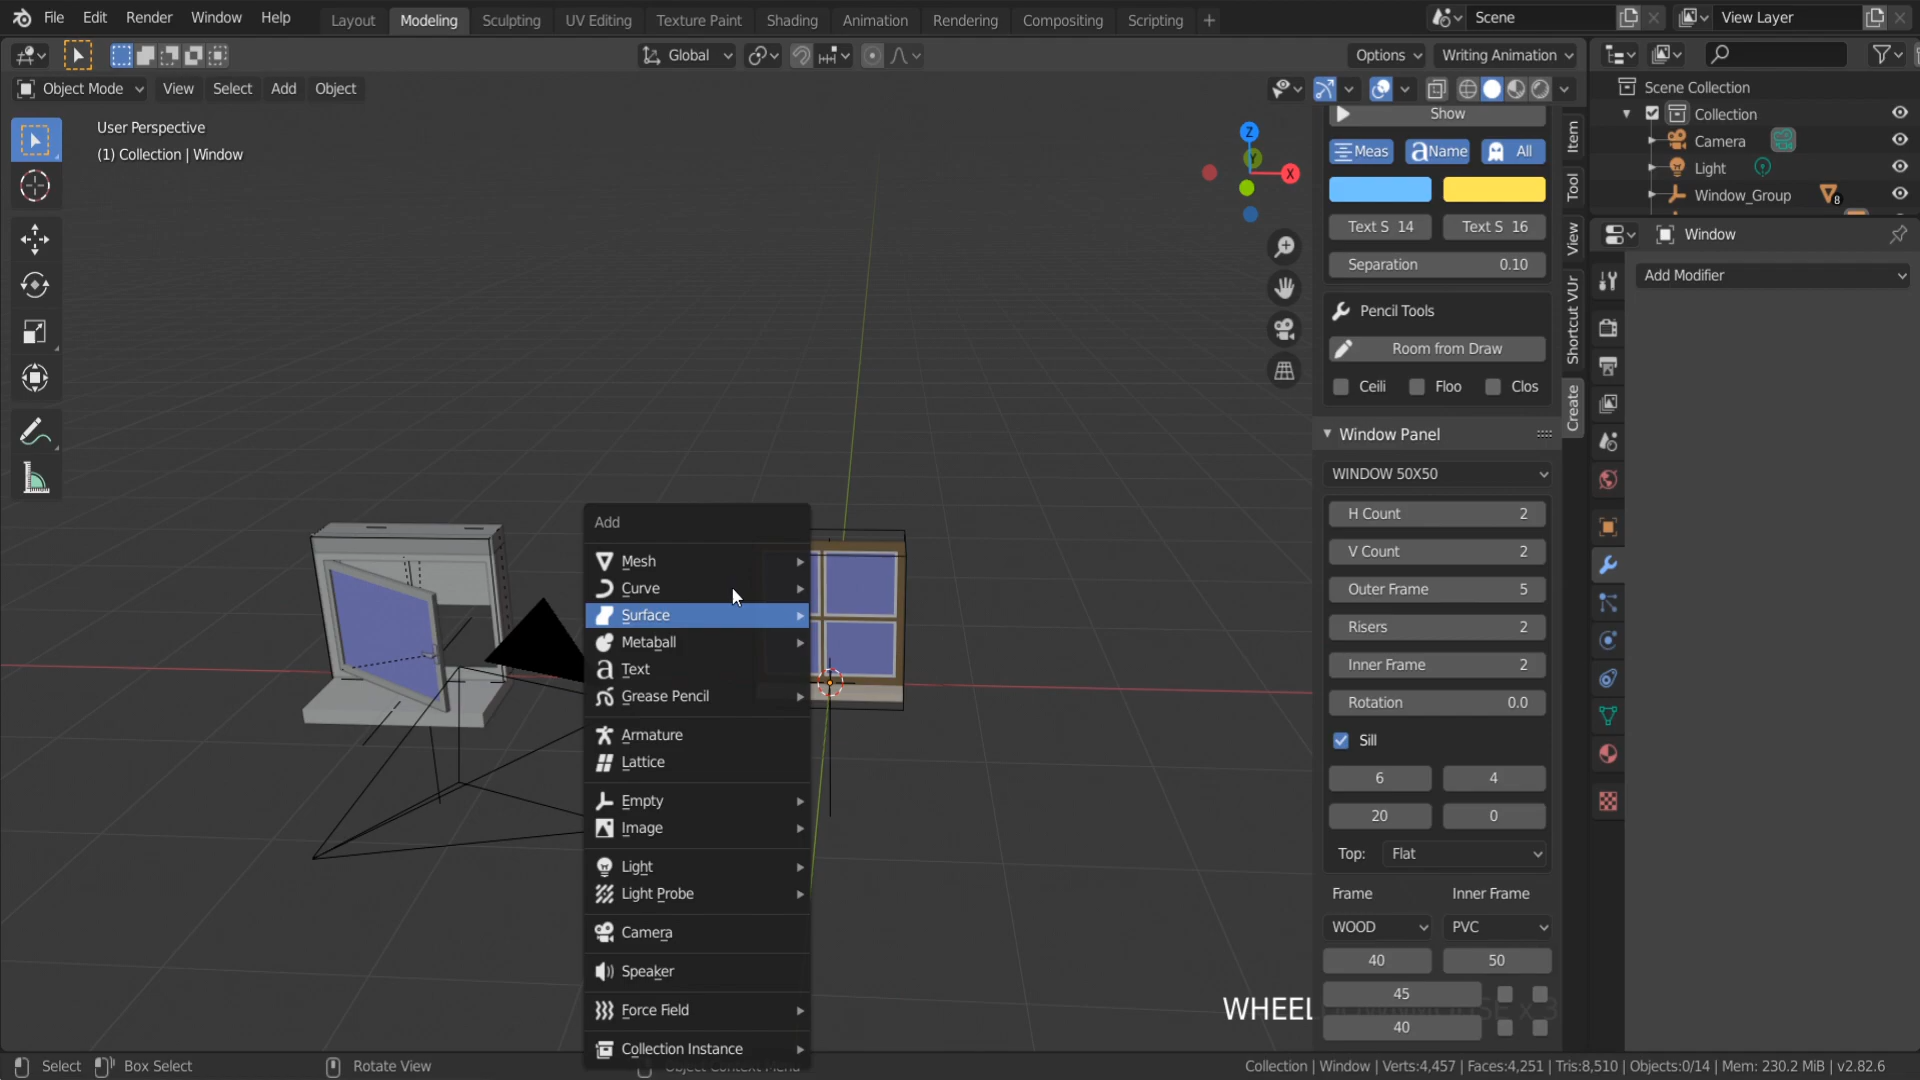 File Edit Render Window Help Layout Modeling Sculpting UV Editing Texture Paint Shading Animation Rendering Compositing Scripting + Scene View Layer
Global Options Writing Animation
Object Mode View Select Add Object
User Perspective
(1) Collection | Window
Z
Y
X
Show
Meas Name All
Text S 14 Text S 16
Separation 0.10
Pencil Tools
Room from Draw
Ceili Floo Clos
Window Panel
WINDOW 50X50
H Count 2
V Count 2
Outer Frame 5
Risers 2
Inner Frame 2
Rotation 0.0
Sill
6 4
20 0
Top: Flat
Frame Inner Frame
WOOD PVC
40 50
45
40
Item
Tool
View
Shortcut VUr
Create
Scene Collection
Collection
Camera
Light
Window_Group 8
Window
Add Modifier
Add
Mesh
Curve
Surface
Metaball
Text
Grease Pencil
Armature
Lattice
Empty
Image
Light
Light Probe
Camera
Speaker
Force Field
Collection Instance
WHEEL
Select Box Select Rotate View Object Context Menu Collection | Window | Verts:4,457 | Faces:4,251 | Tris:8,510 | Objects:0/14 | Mem: 230.2 MiB | v2.82.6